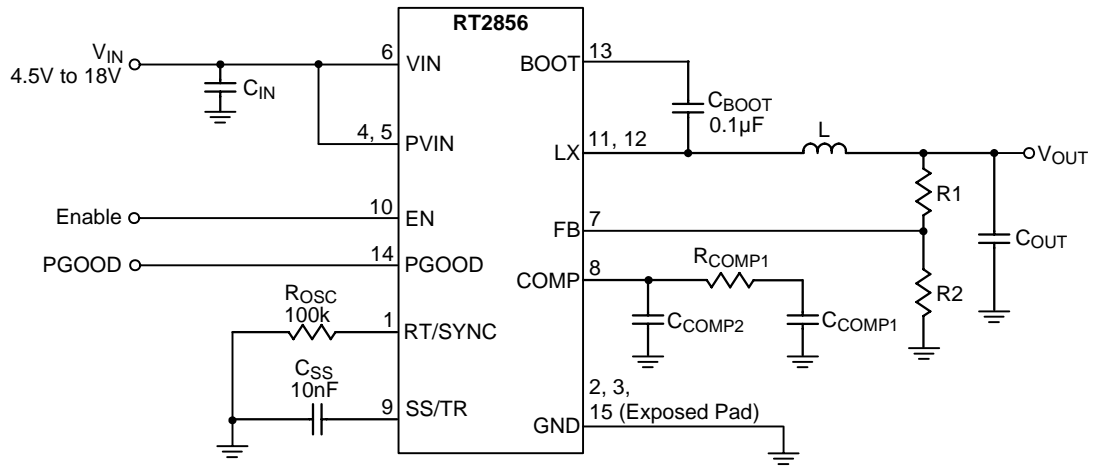 RT2856
VIN
4.5V to 18V
CIN
6
VIN
4, 5
PVIN
Enable
10
EN
PGOOD
14
PGOOD
ROSC
100k
1
RT/SYNC
CSS
10nF
9
SS/TR
BOOT
13
CBOOT
0.1µF
LX
11, 12
L
VOUT
R1
FB
7
COUT
COMP
8
RCOMP1
R2
CCOMP2
CCOMP1
2, 3,
15 (Exposed Pad)
GND